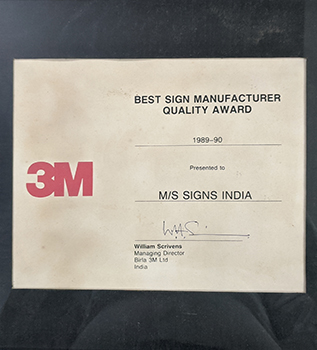 BEST SIGN MANUFACTURER
QUALITY AWARD
1989-90
Presented to
3M
M/S SIGNS INDIA
William Scrivens
Managing Director
Birla 3M Ltd
India